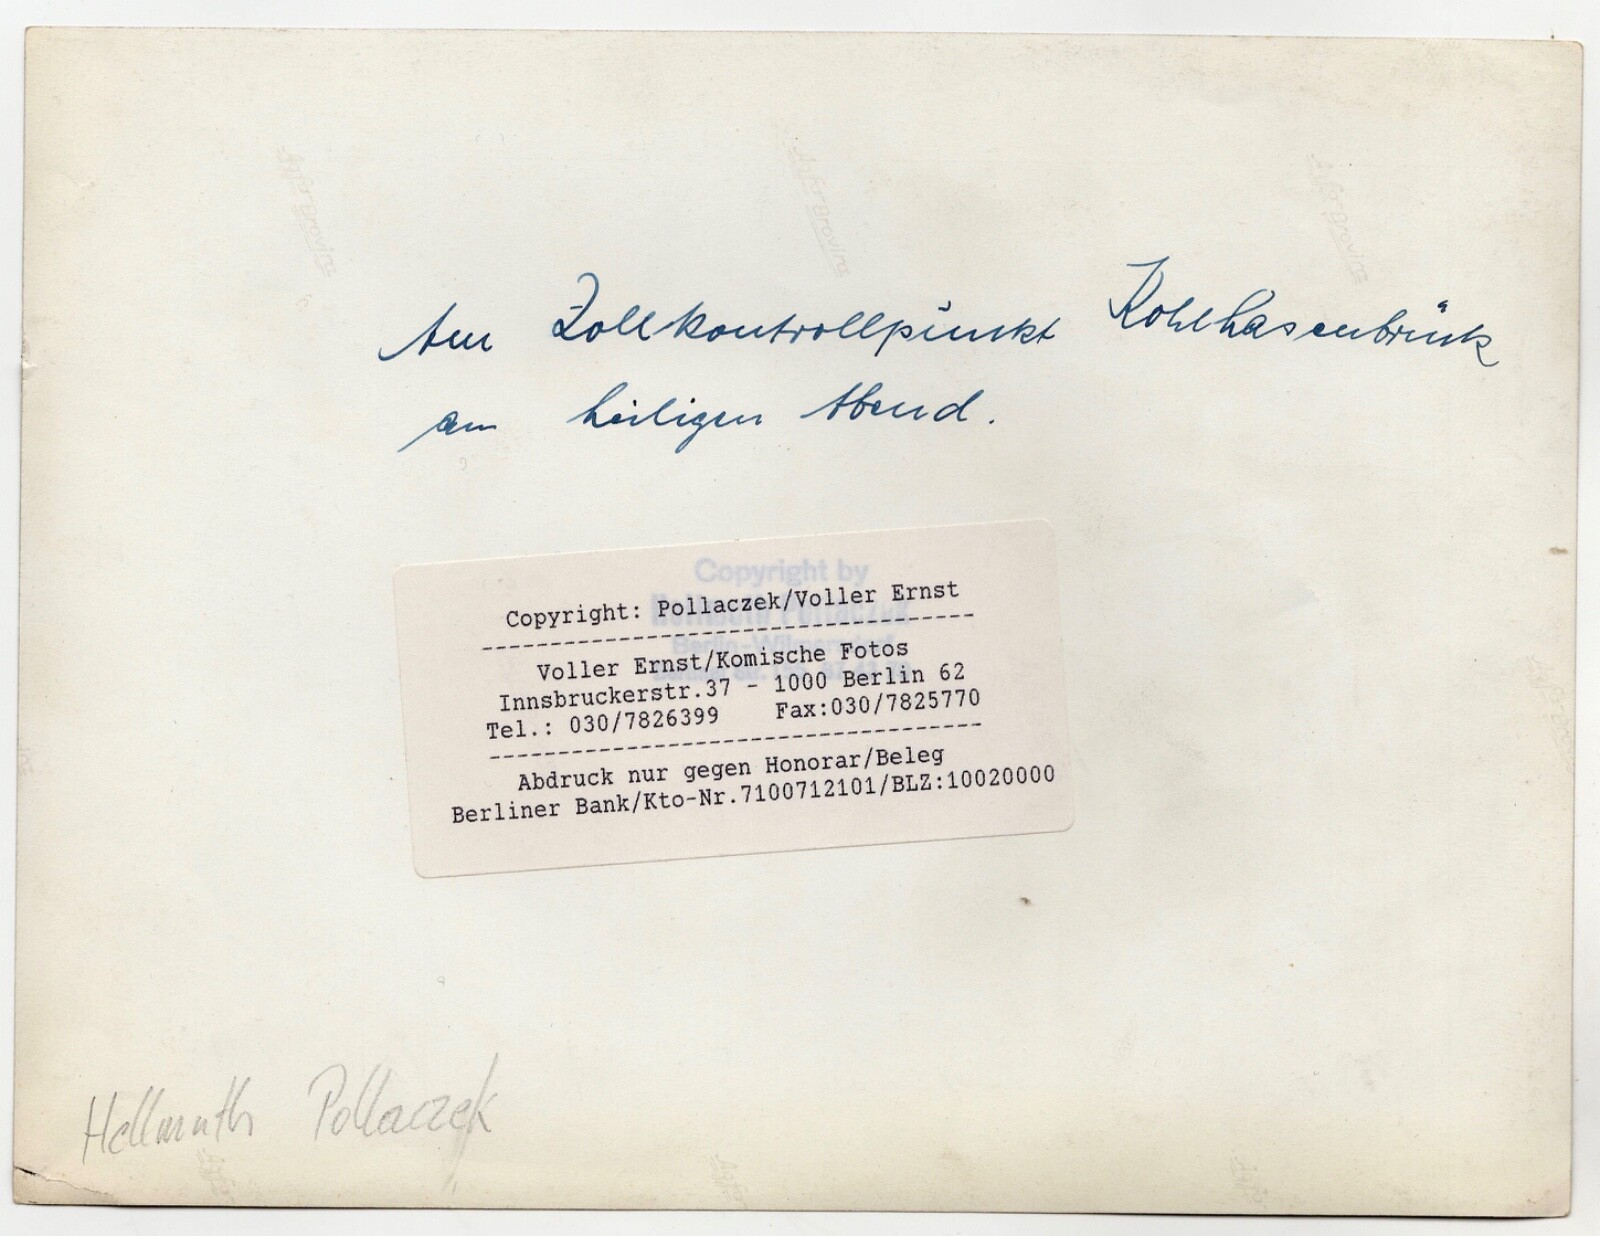 Am Zollkontrollpunkt Kohlhasenbrück
am heiligen Abend.
Copyright by
Copyright: Pollaczek/Voller Ernst
---------------------------------
Voller Ernst/Komische Fotos
Innsbruckerstr.37 - 1000 Berlin 62
Tel.: 030/7826399 Fax:030/7825770
---------------------------------
Abdruck nur gegen Honorar/Beleg
Berliner Bank/Kto-Nr.7100712101/BLZ:10020000
Hellmuth Pollaczek